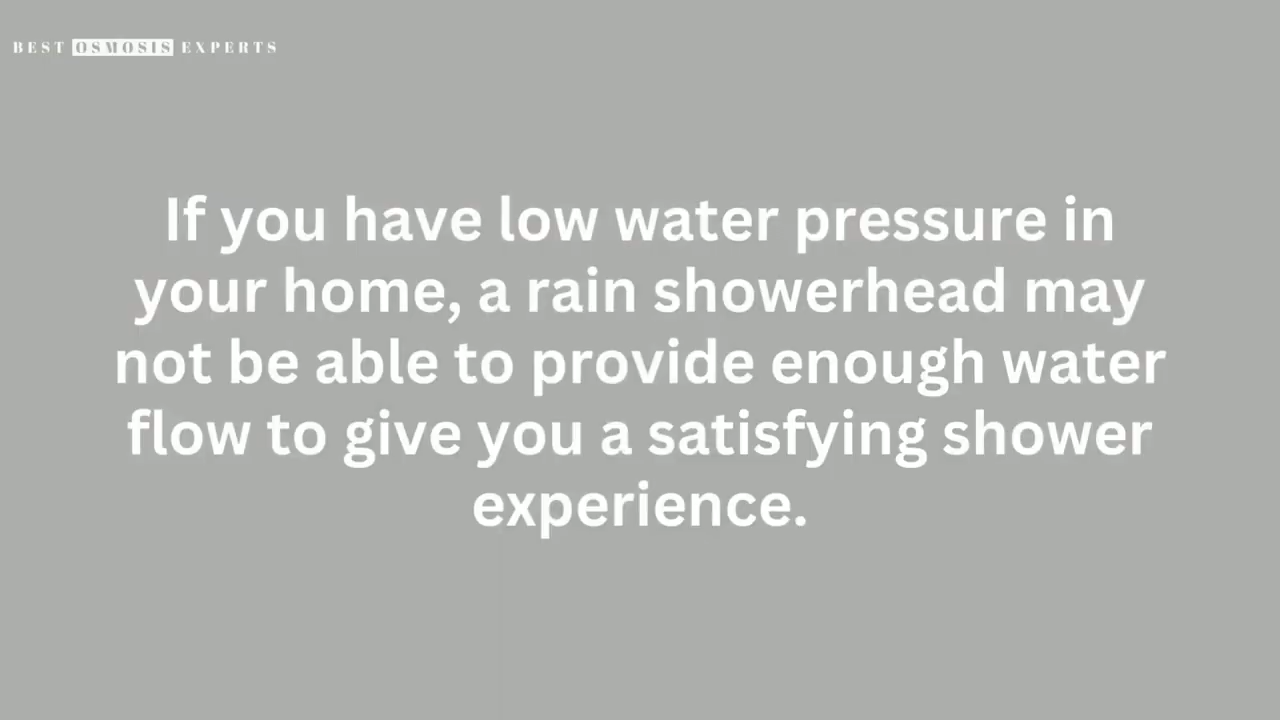 BEST OSMOSIS EXPERTS
If you have low water pressure in
your home, a rain showerhead may
not be able to provide enough water
flow to give you a satisfying shower
experience.